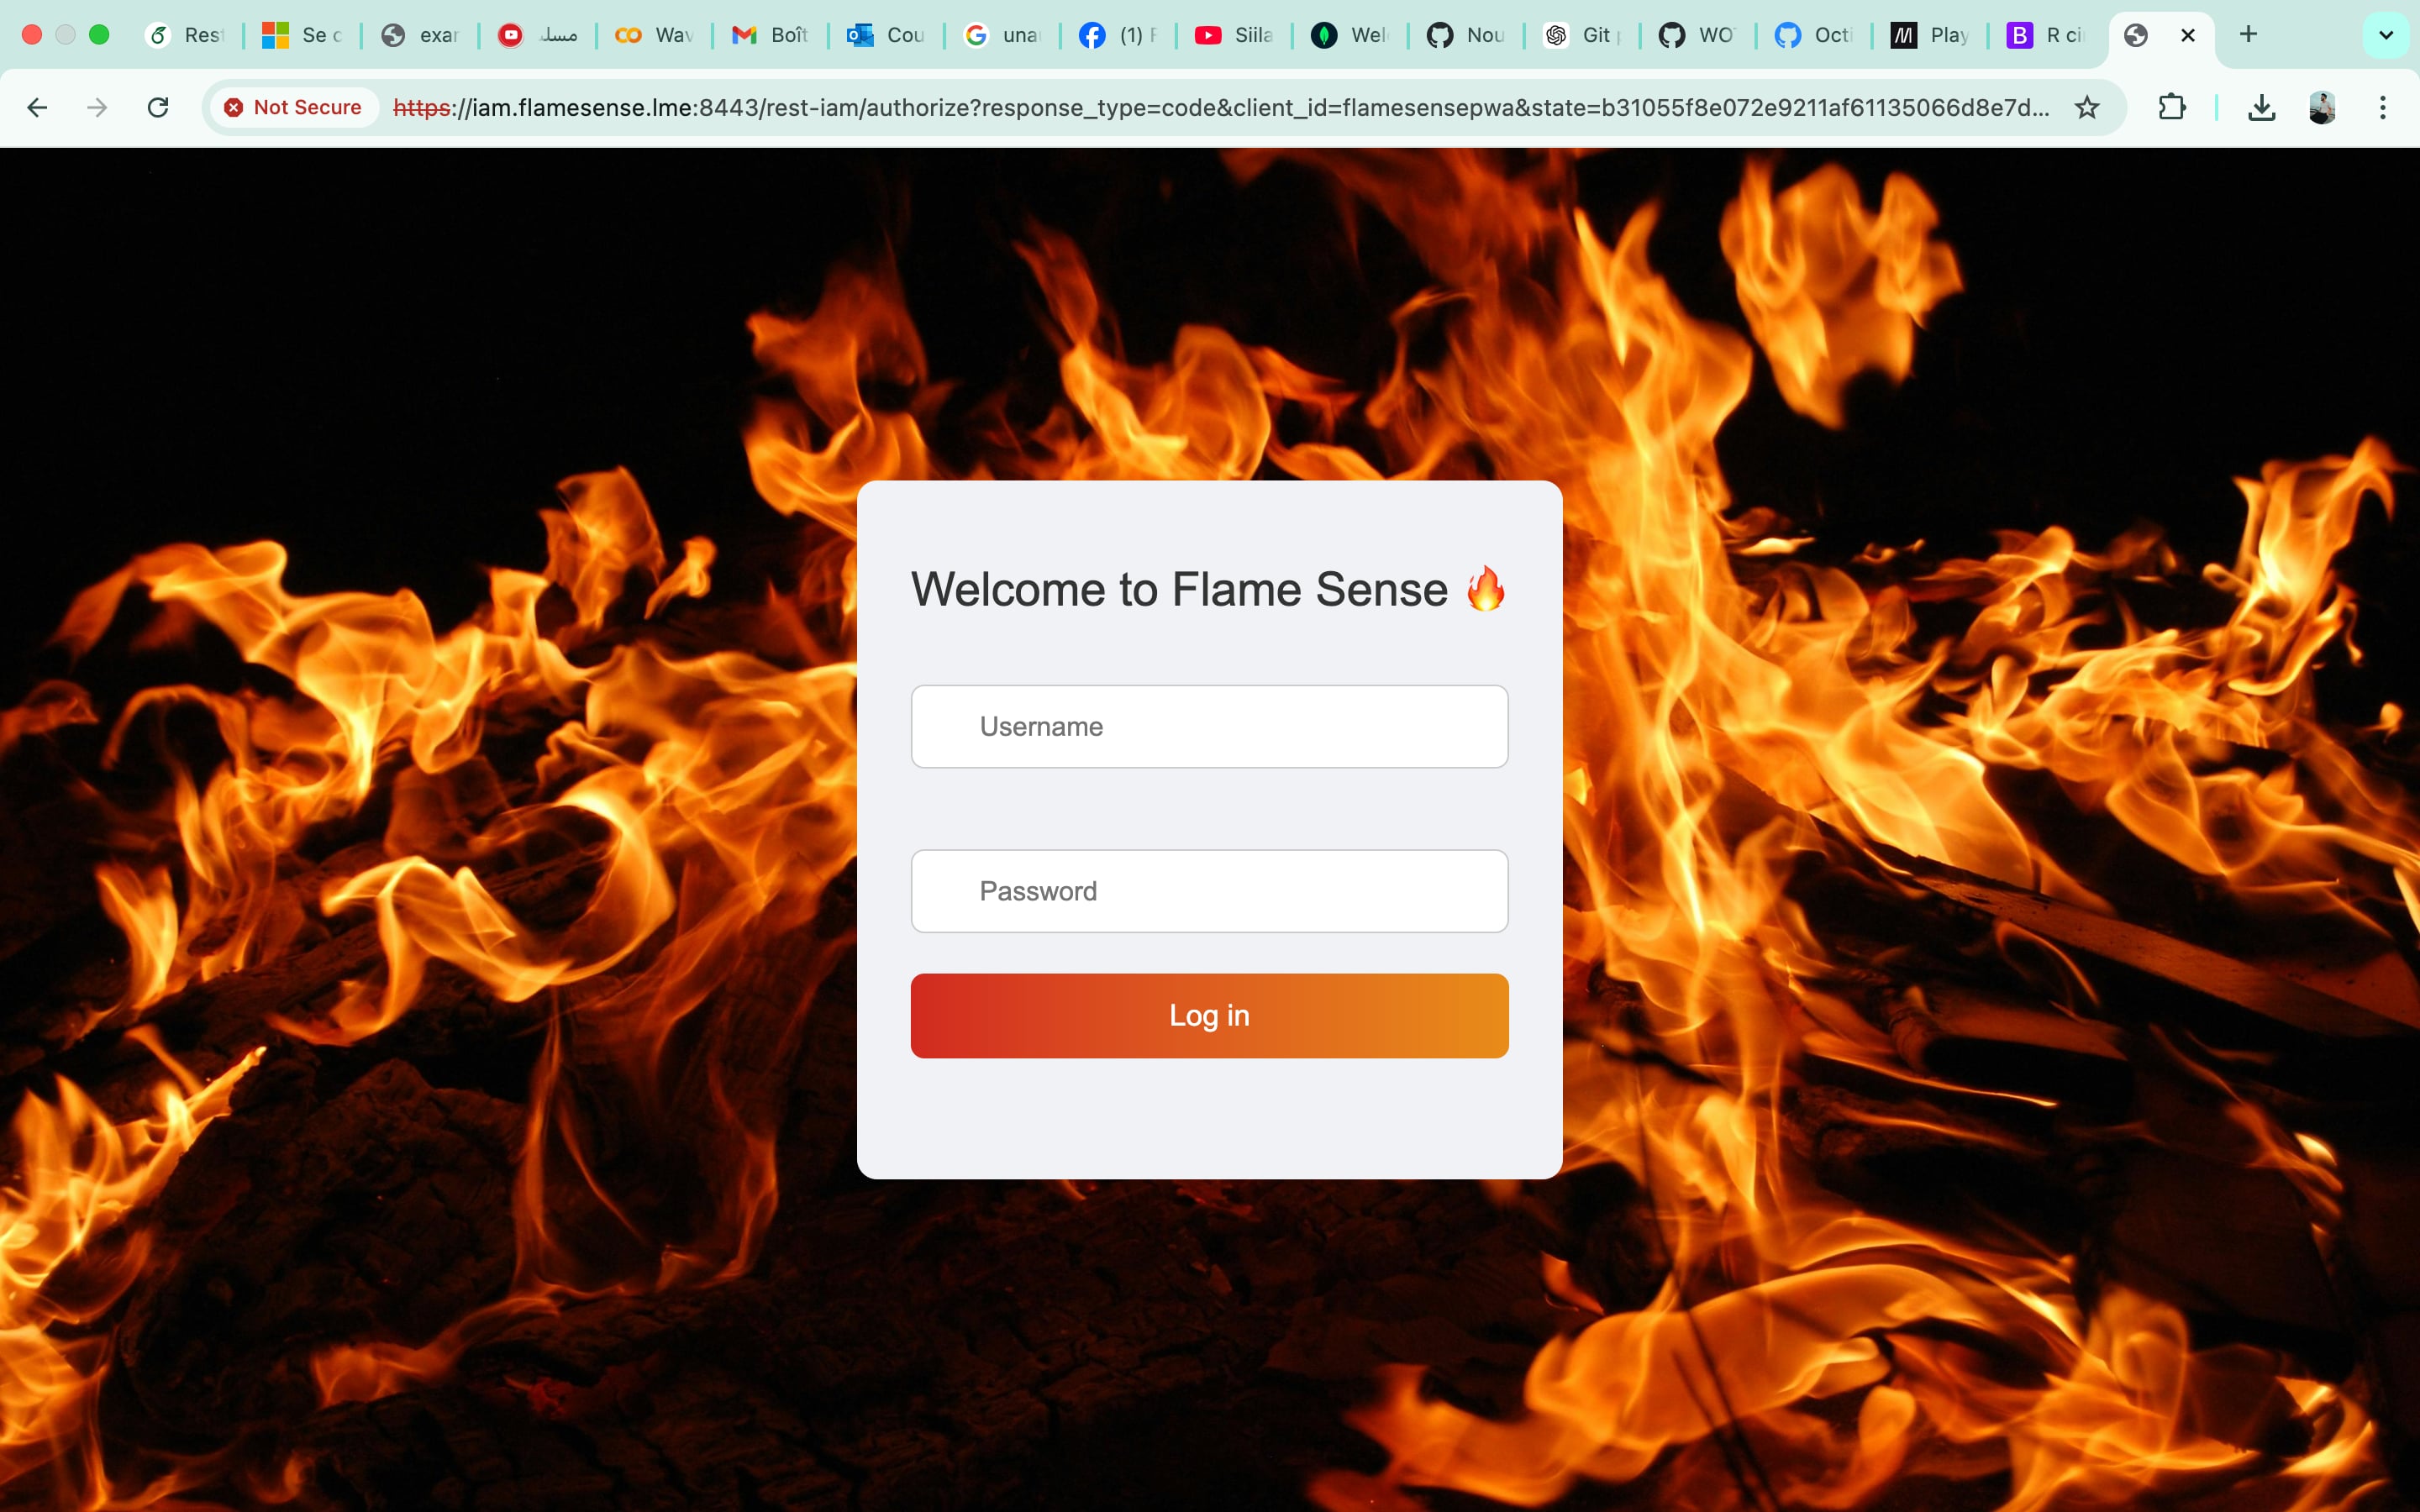 Rest
Se c
exar
مسلـ
Wav
Boît
Cou
una
(1) F
Siila
Wel
Nou
Git p
WO
Octi
Play
R ci
Not Secure
https://iam.flamesense.lme:8443/rest-iam/authorize?response_type=code&client_id=flamesensepwa&state=b31055f8e072e9211af61135066d8e7d...
Welcome to Flame Sense 🔥
Username
Password
Log in